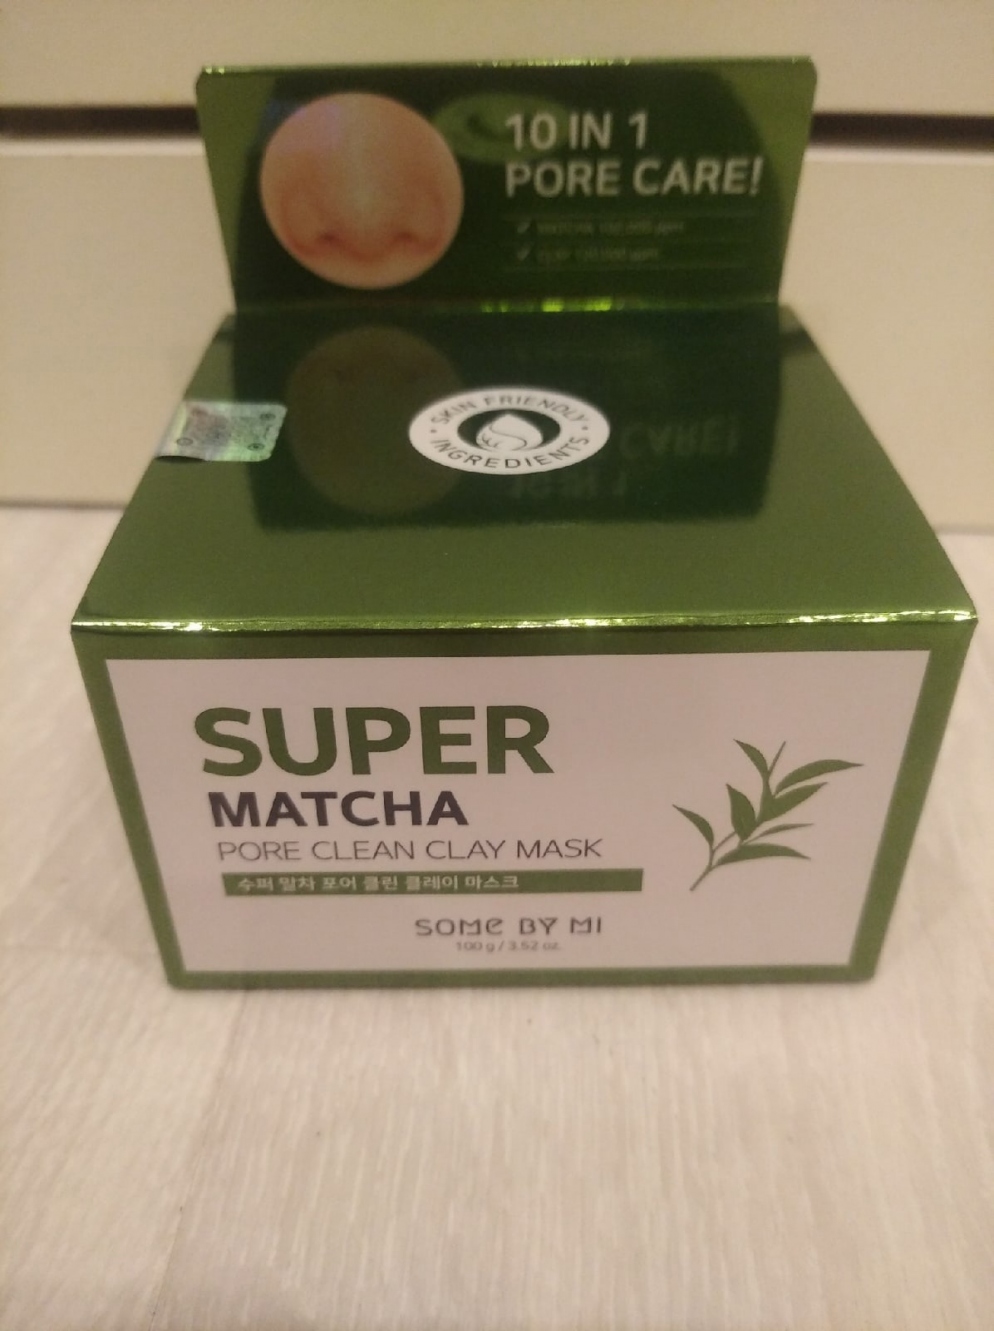 10 IN 1
PORE CARE!
SKIN FRIENDLY
INGREDIENTS
SUPER
MATCHA
PORE CLEAN CLAY MASK
수퍼 말차 포어 클린 클레이 마스크
SOME BY MI
100 g / 3.52 oz.